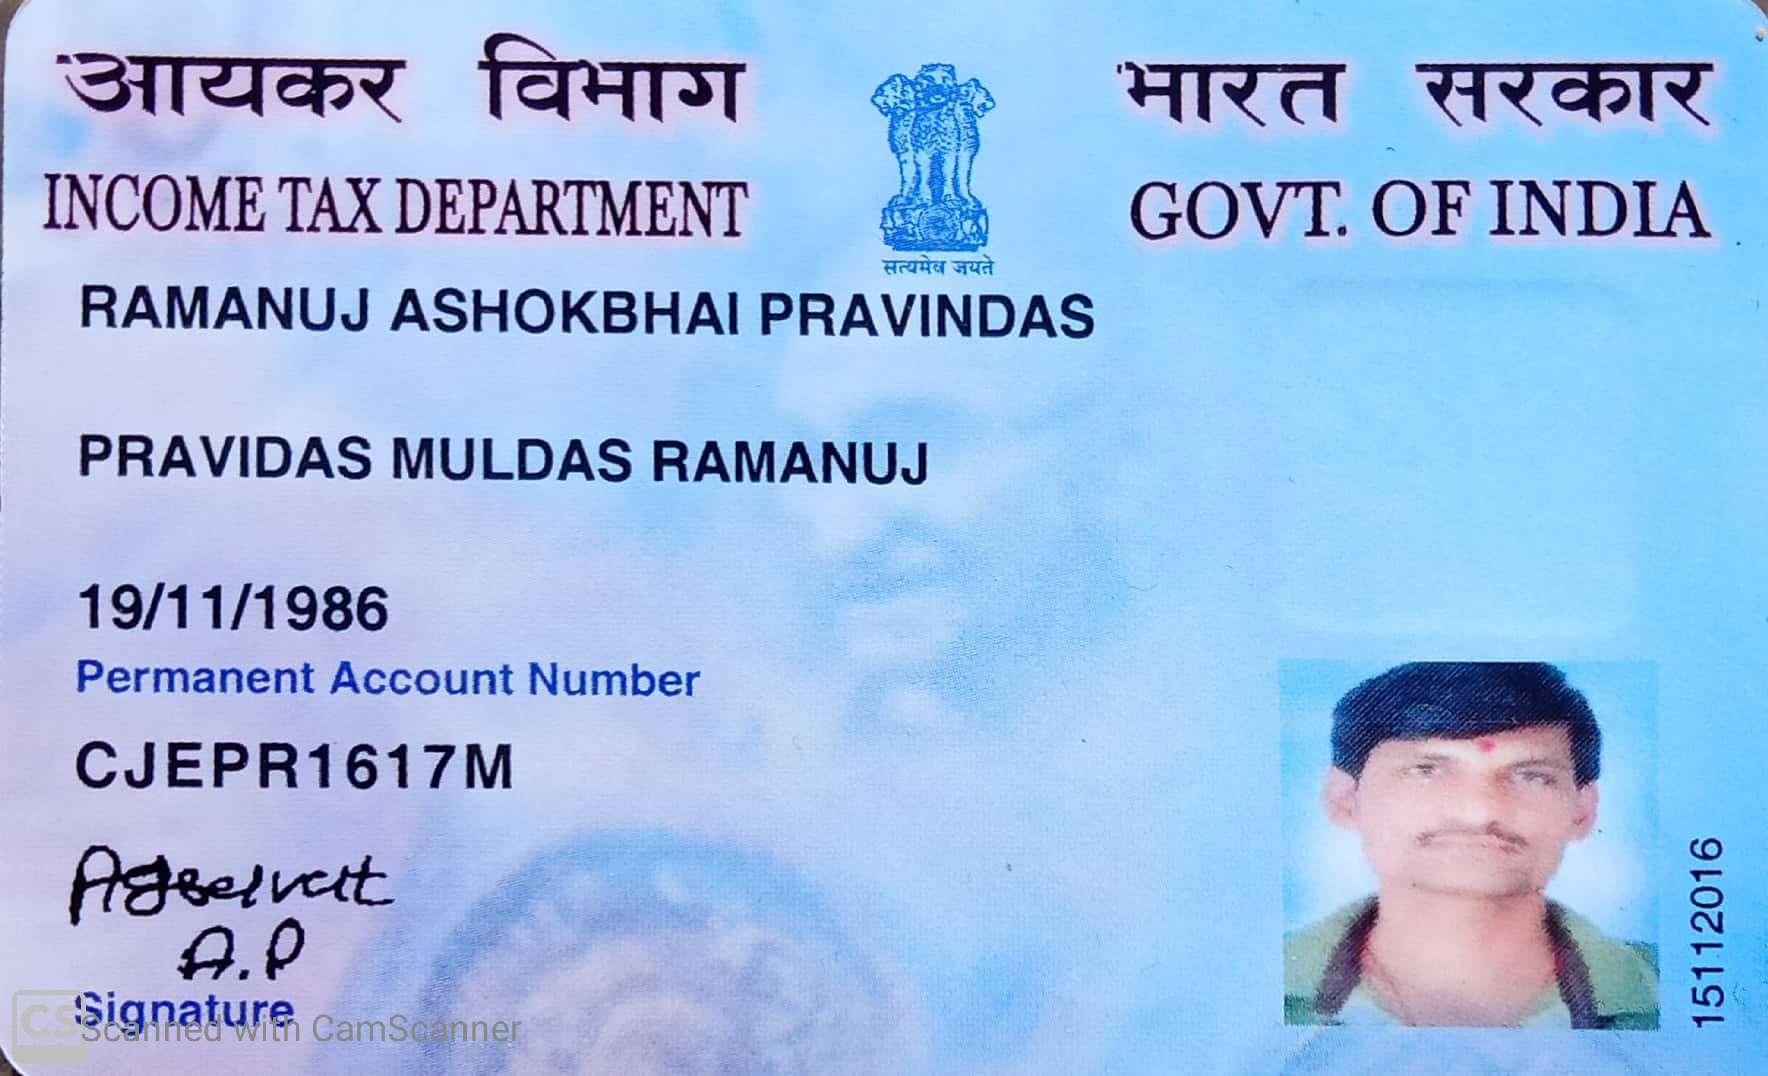 आयकर विभाग
भारत सरकार
INCOME TAX DEPARTMENT
GOVT. OF INDIA
सत्यमेव जयते
RAMANUJ ASHOKBHAI PRAVINDAS
PRAVIDAS MULDAS RAMANUJ
19/11/1986
Permanent Account Number
CJEPR1617M
A.P
Signature
15112016
CS
Scanned with CamScanner